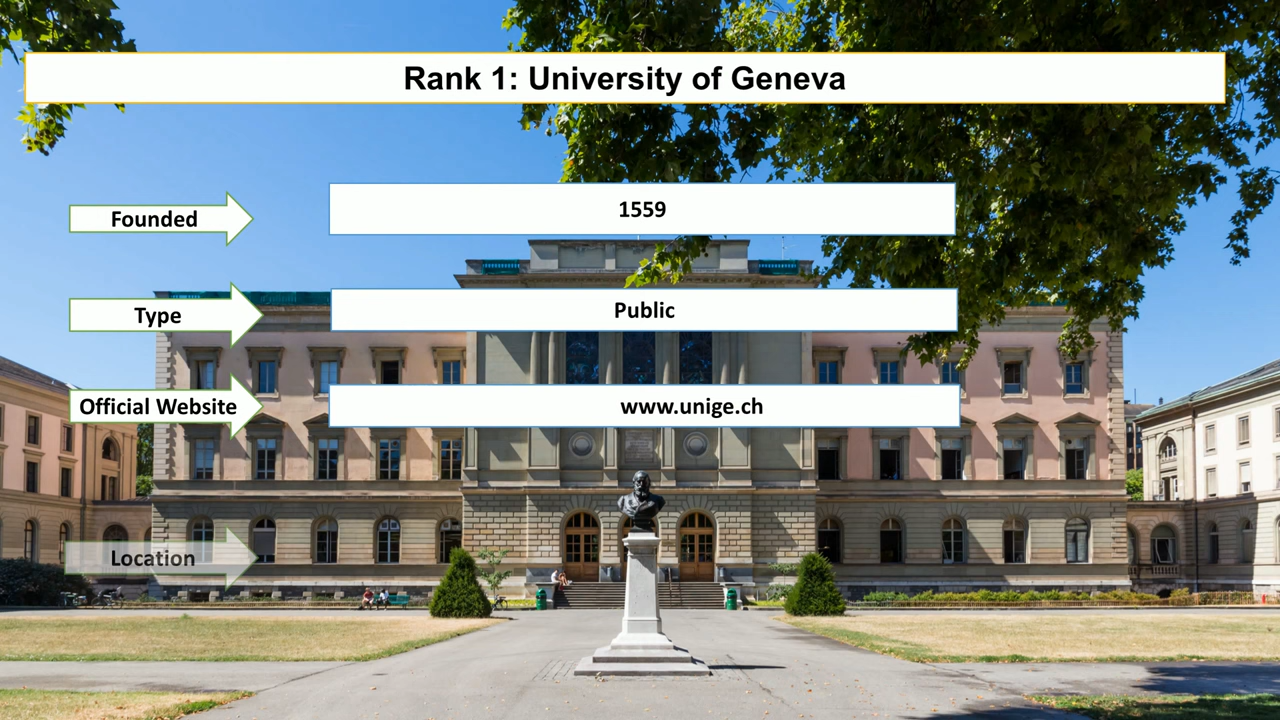 Rank 1: University of Geneva
Founded
1559
Type
Public
Official Website
www.unige.ch
Location